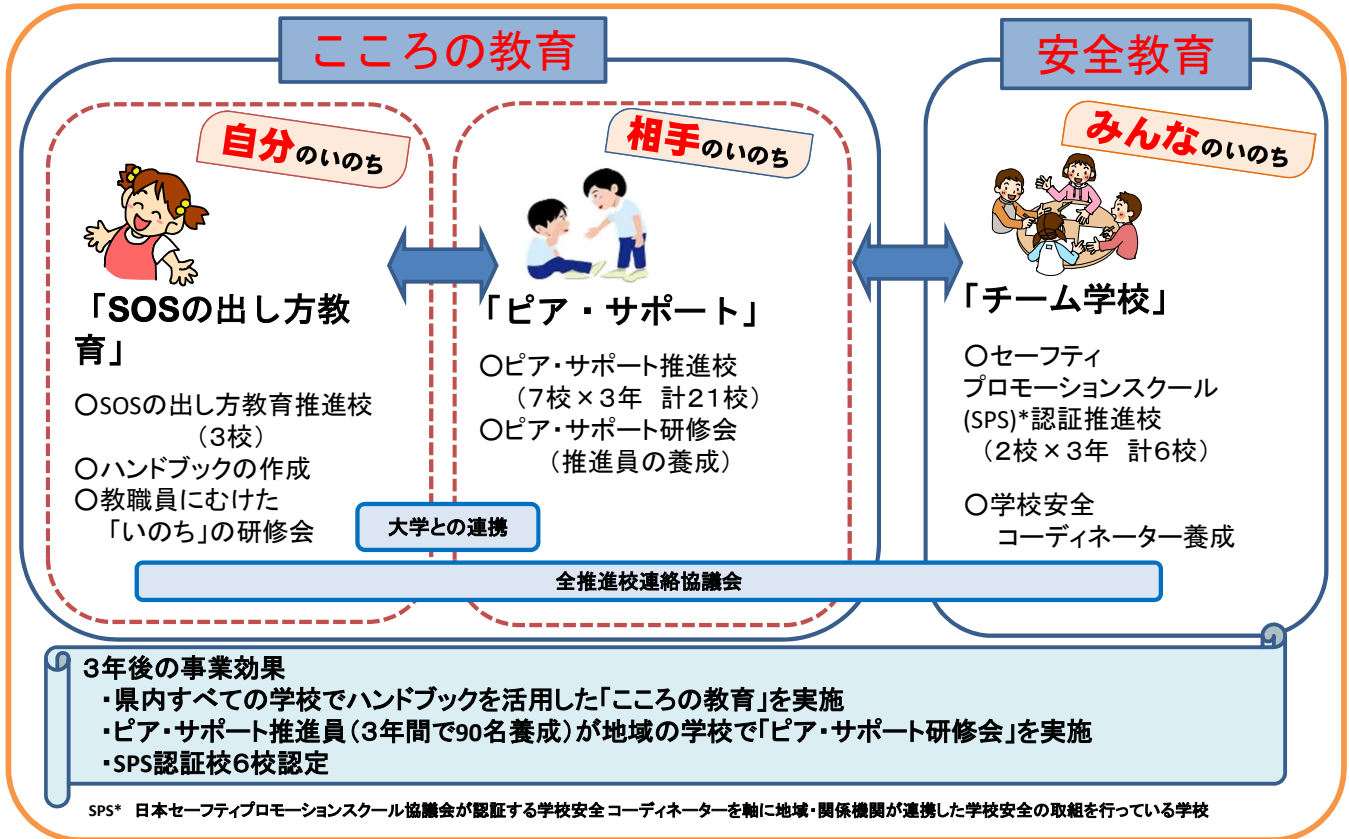 こころの教育
安全教育
自分のいのち
相手のいのち
みんなのいのち
「SOSの出し方教
育」
〇SOSの出し方教育推進校
（３校）
〇ハンドブックの作成
〇教職員にむけた
「いのち」の研修会
「ピア・サポート」
〇ピア・サポート推進校
（７校×３年　計２１校）
〇ピア・サポート研修会
（推進員の養成）
「チーム学校」
〇セーフティ
プロモーションスクール
(SPS)*認証推進校
（２校×３年　計６校）
〇学校安全
コーディネーター養成
大学との連携
全推進校連絡協議会
３年後の事業効果
・県内すべての学校でハンドブックを活用した「こころの教育」を実施
・ピア・サポート推進員（３年間で90名養成）が地域の学校で「ピア・サポート研修会」を実施
・SPS認証校６校認定
SPS*　日本セーフティプロモーションスクール協議会が認証する学校安全コーディネーターを軸に地域・関係機関が連携した学校安全の取組を行っている学校